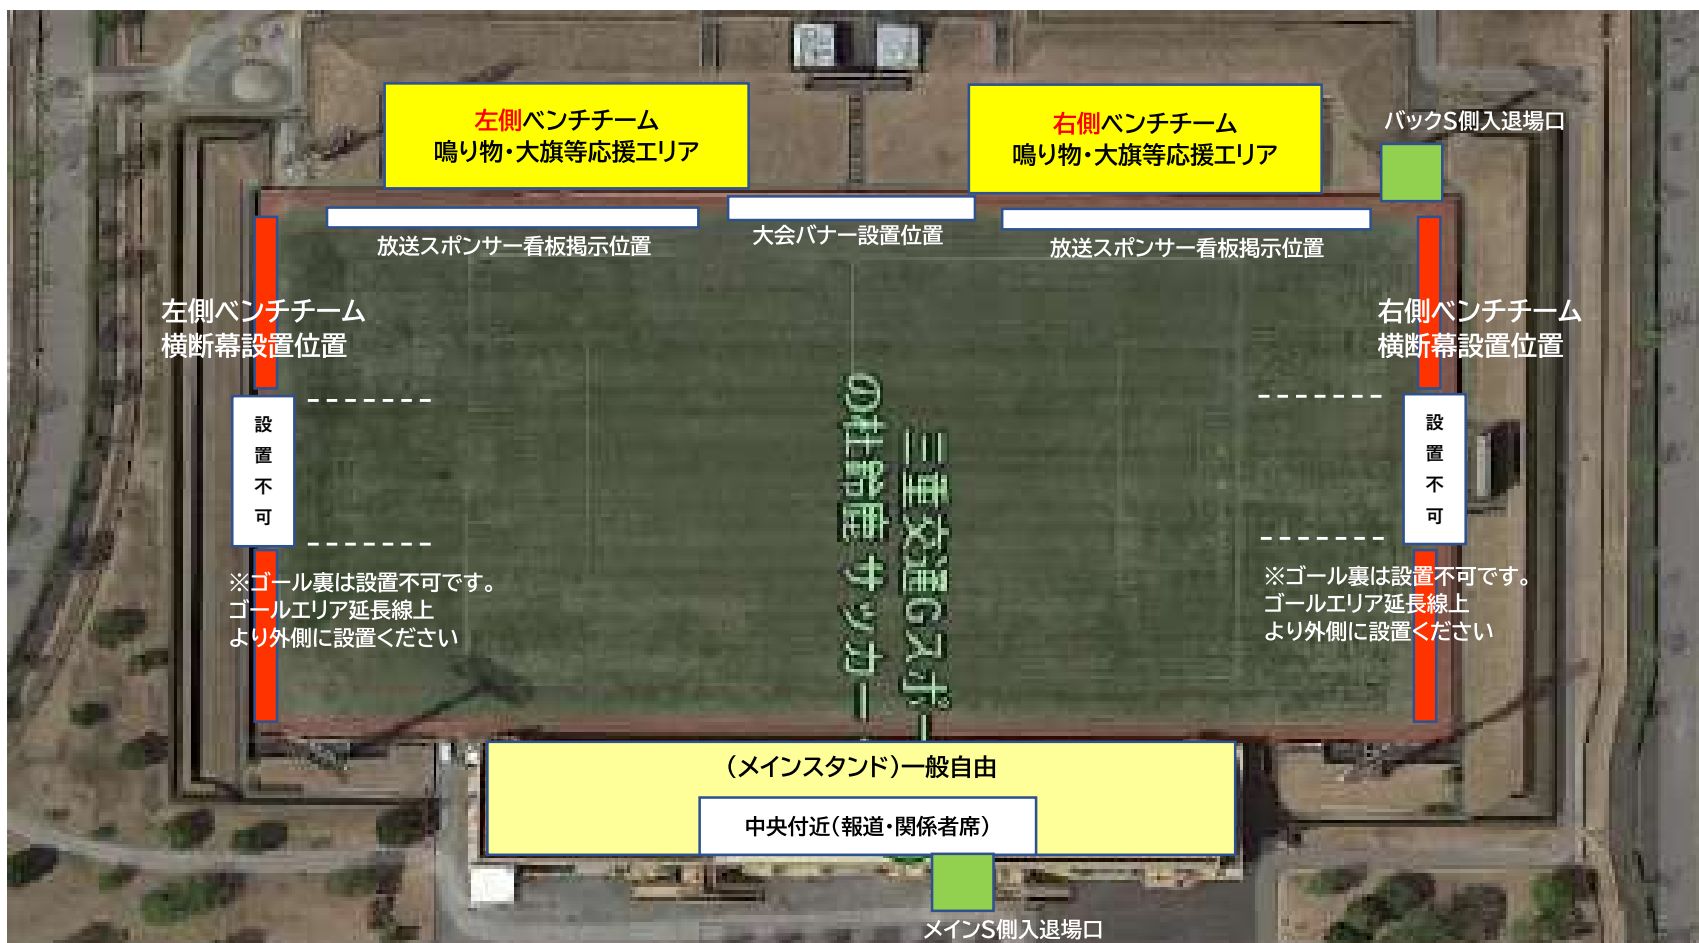 左側ベンチチーム
鳴り物・大旗等応援エリア
右側ベンチチーム
鳴り物・大旗等応援エリア
バックS側入退場口
放送スポンサー看板掲示位置
大会バナー設置位置
放送スポンサー看板掲示位置
左側ベンチチーム
横断幕設置位置
右側ベンチチーム
横断幕設置位置
設置不可
設置不可
三重交通Gスポー
の杜鈴鹿サッカー
※ゴール裏は設置不可です。
ゴールエリア延長線上
より外側に設置ください
※ゴール裏は設置不可です。
ゴールエリア延長線上
より外側に設置ください
（メインスタンド）一般自由
中央付近（報道・関係者席）
メインS側入退場口